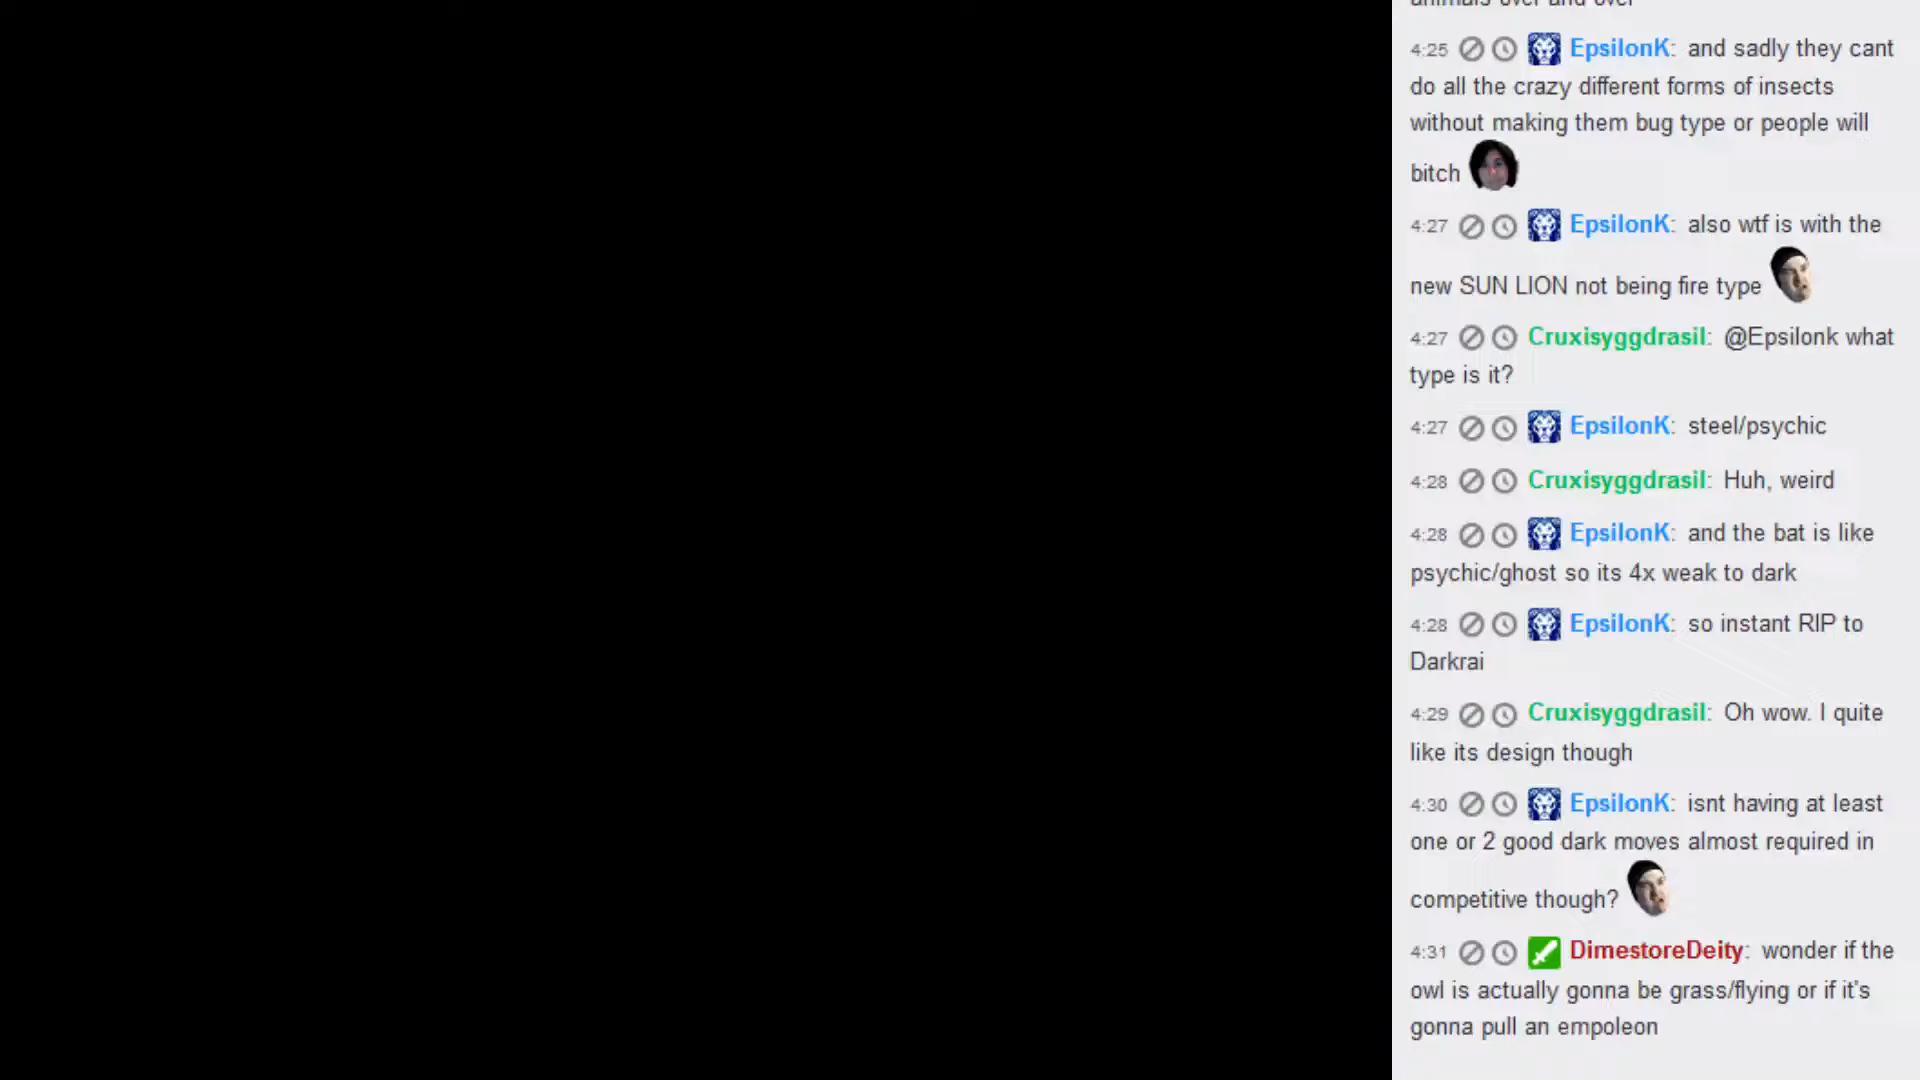 animals over and over
4:25 EpsilonK: and sadly they cant
do all the crazy different forms of insects
without making them bug type or people will
bitch
4:27 EpsilonK: also wtf is with the
new SUN LION not being fire type
4:27 Cruxisyggdrasil: @Epsilonk what
type is it?
4:27 EpsilonK: steel/psychic
4:28 Cruxisyggdrasil: Huh, weird
4:28 EpsilonK: and the bat is like
psychic/ghost so its 4x weak to dark
4:28 EpsilonK: so instant RIP to
Darkrai
4:29 Cruxisyggdrasil: Oh wow. I quite
like its design though
4:30 EpsilonK: isnt having at least
one or 2 good dark moves almost required in
competitive though?
4:31 DimestoreDeity: wonder if the
owl is actually gonna be grass/flying or if it's
gonna pull an empoleon